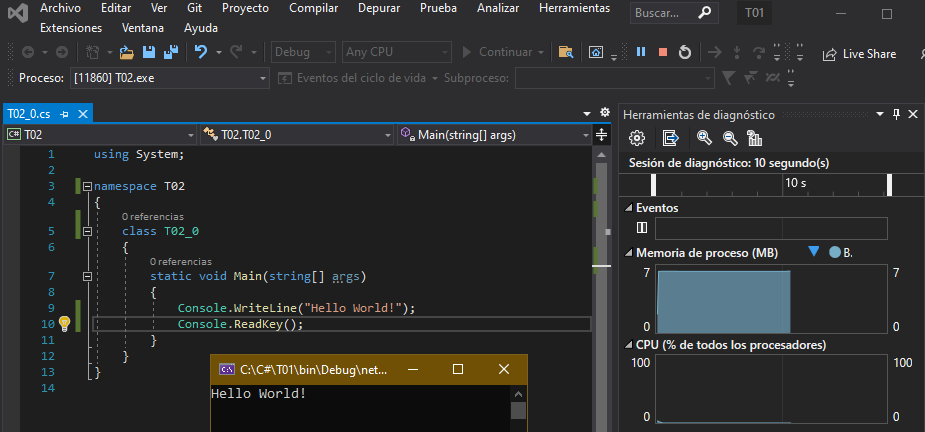 Archivo Editar Ver Git Proyecto Compilar Depurar Prueba Analizar Herramientas Buscar... T01
Extensiones Ventana Ayuda
Debug Any CPU Continuar Live Share
Proceso: [11860] T02.exe Eventos del ciclo de vida Subproceso:
T02_0.cs
C# T02 T02.T02_0 Main(string[] args)
1 using System;
2
3 namespace T02
4 {
0 referencias
5 class T02_0
6 {
0 referencias
7 static void Main(string[] args)
8 {
9 Console.WriteLine("Hello World!");
10 Console.ReadKey();
11 }
12 }
13 }
14
C:\C#\T01\bin\Debug\net...
Hello World!
Herramientas de diagnóstico
Sesión de diagnóstico: 10 segundo(s)
10 s
Eventos
Memoria de proceso (MB) B.
7 7
0 0
CPU (% de todos los procesadores)
100 100
0 0